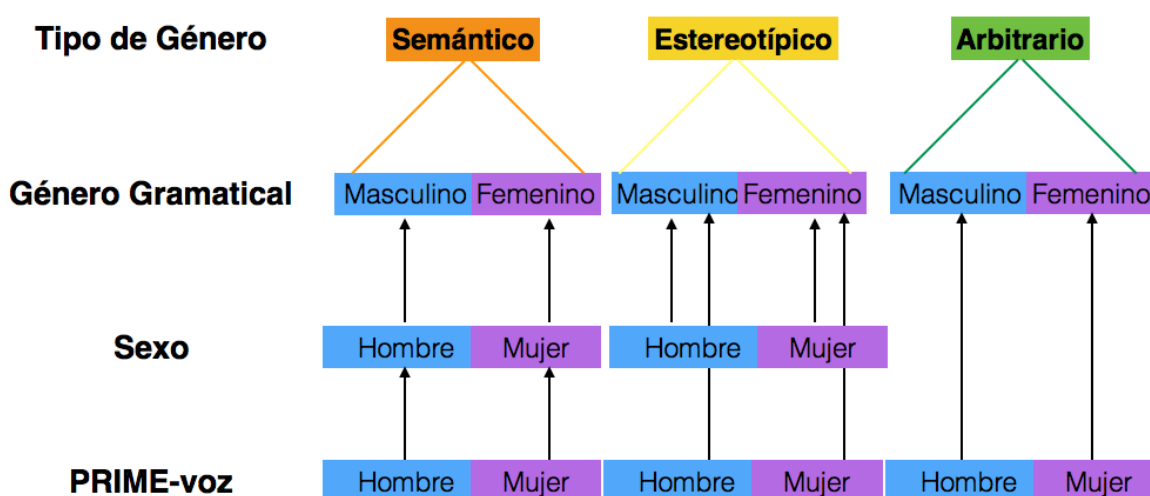 Tipo de Género Semántico Estereotípico Arbitrario
Género Gramatical Masculino Femenino Masculino Femenino Masculino Femenino
Sexo Hombre Mujer Hombre Mujer
PRIME-voz Hombre Mujer Hombre Mujer Hombre Mujer